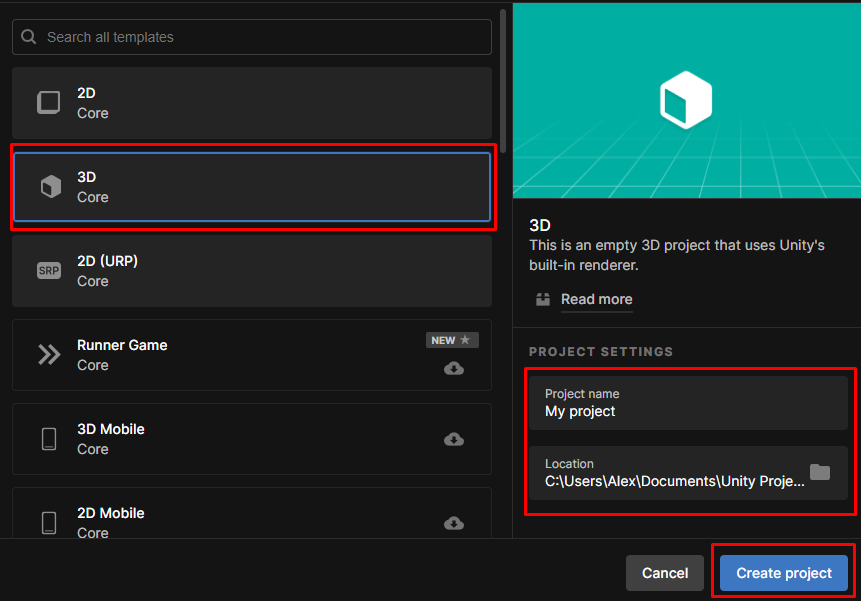 Search all templates
2D
Core
3D
Core
2D (URP)
SRP
Core
Runner Game
Core
NEW
3D Mobile
Core
2D Mobile
Core
3D
This is an empty 3D project that uses Unity's
built-in renderer.
Read more
PROJECT SETTINGS
Project name
My project
Location
C:\Users\Alex\Documents\Unity Proje...
Cancel
Create project